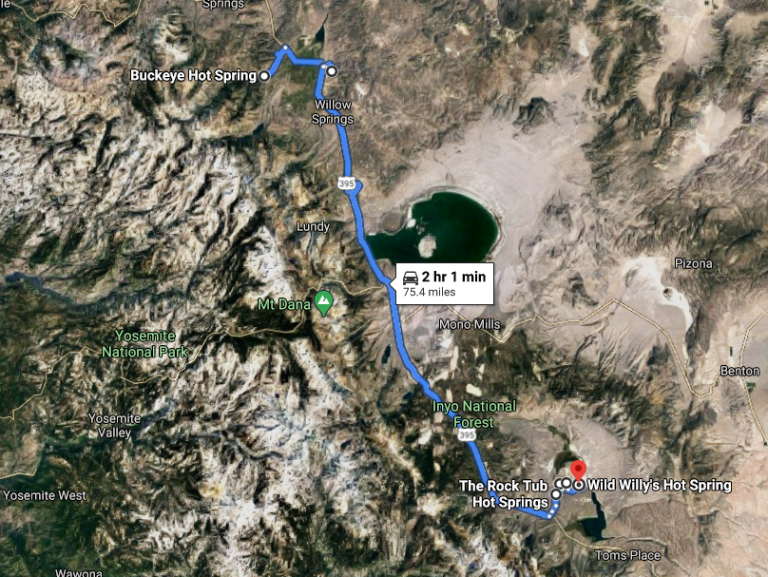 le
Springs
Buckeye Hot Spring
Willow
Springs
395
Lundy
2 hr 1 min
75.4 miles
Pizona
Mt Dana
Mono Mills
Yosemite
National Park
Benton
Inyo National
Forest
Yosemite
Valley
395
The Rock Tub
Hot Springs
Wild Willy's Hot Spring
Yosemite West
Toms Place
Wawona